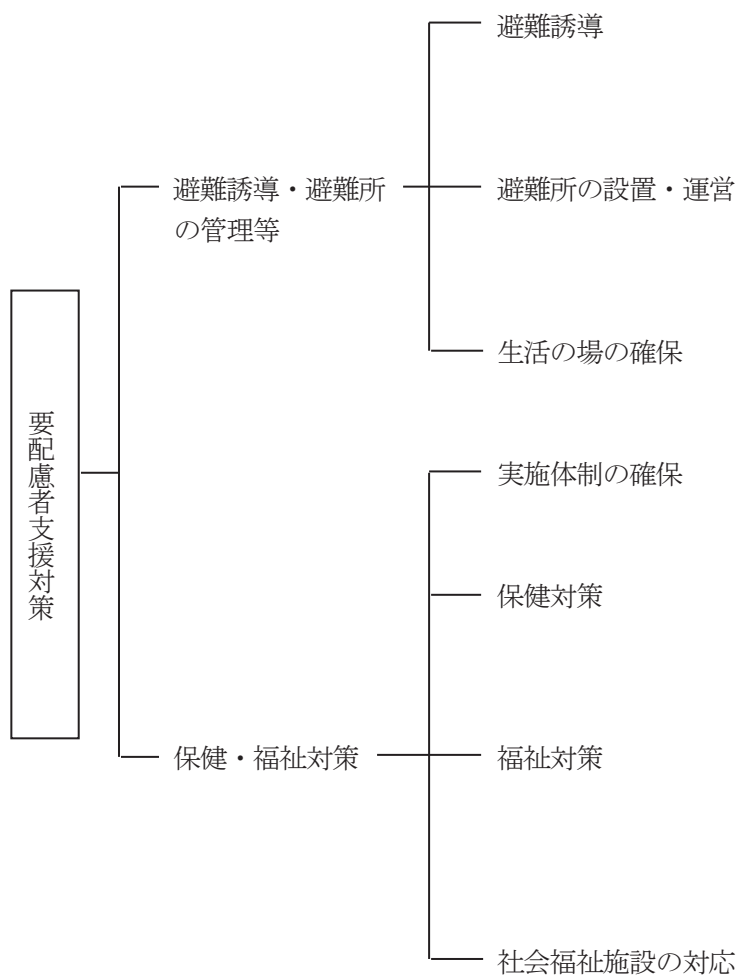 要配慮者支援対策
避難誘導・避難所
の管理等
避難誘導
避難所の設置・運営
生活の場の確保
保健・福祉対策
実施体制の確保
保健対策
福祉対策
社会福祉施設の対応